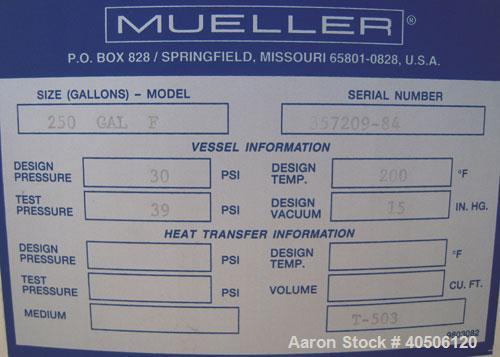 MUELLER®
P.O. BOX 828 / SPRINGFIELD, MISSOURI 65801-0828, U.S.A.
SIZE (GALLONS) - MODEL SERIAL NUMBER
250 GAL F 357209-84
VESSEL INFORMATION
DESIGN PRESSURE 30 PSI DESIGN TEMP. 200 °F
TEST PRESSURE 39 PSI DESIGN VACUUM 15 IN. HG.
HEAT TRANSFER INFORMATION
DESIGN PRESSURE PSI DESIGN TEMP. °F
TEST PRESSURE PSI VOLUME CU. FT.
MEDIUM T-503
9803082
Aaron Stock # 40506120